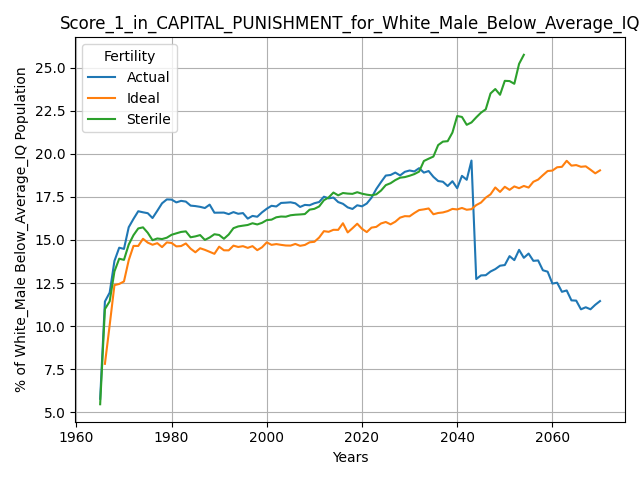 Score_1_in_CAPITAL_PUNISHMENT_for_White_Male_Below_Average_IQ
% of White_Male Below_Average_IQ Population
Fertility
Actual
Ideal
Sterile
25.0
22.5
20.0
17.5
15.0
12.5
10.0
7.5
5.0
1960 1980 2000 2020 2040 2060
Years